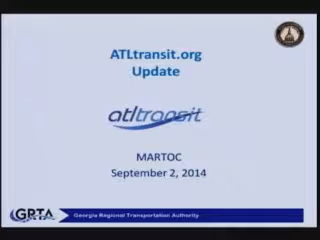 ATLtransit.org
Update
atltransit
MARTOC
September 2, 2014
GRTA Georgia Regional Transportation Authority